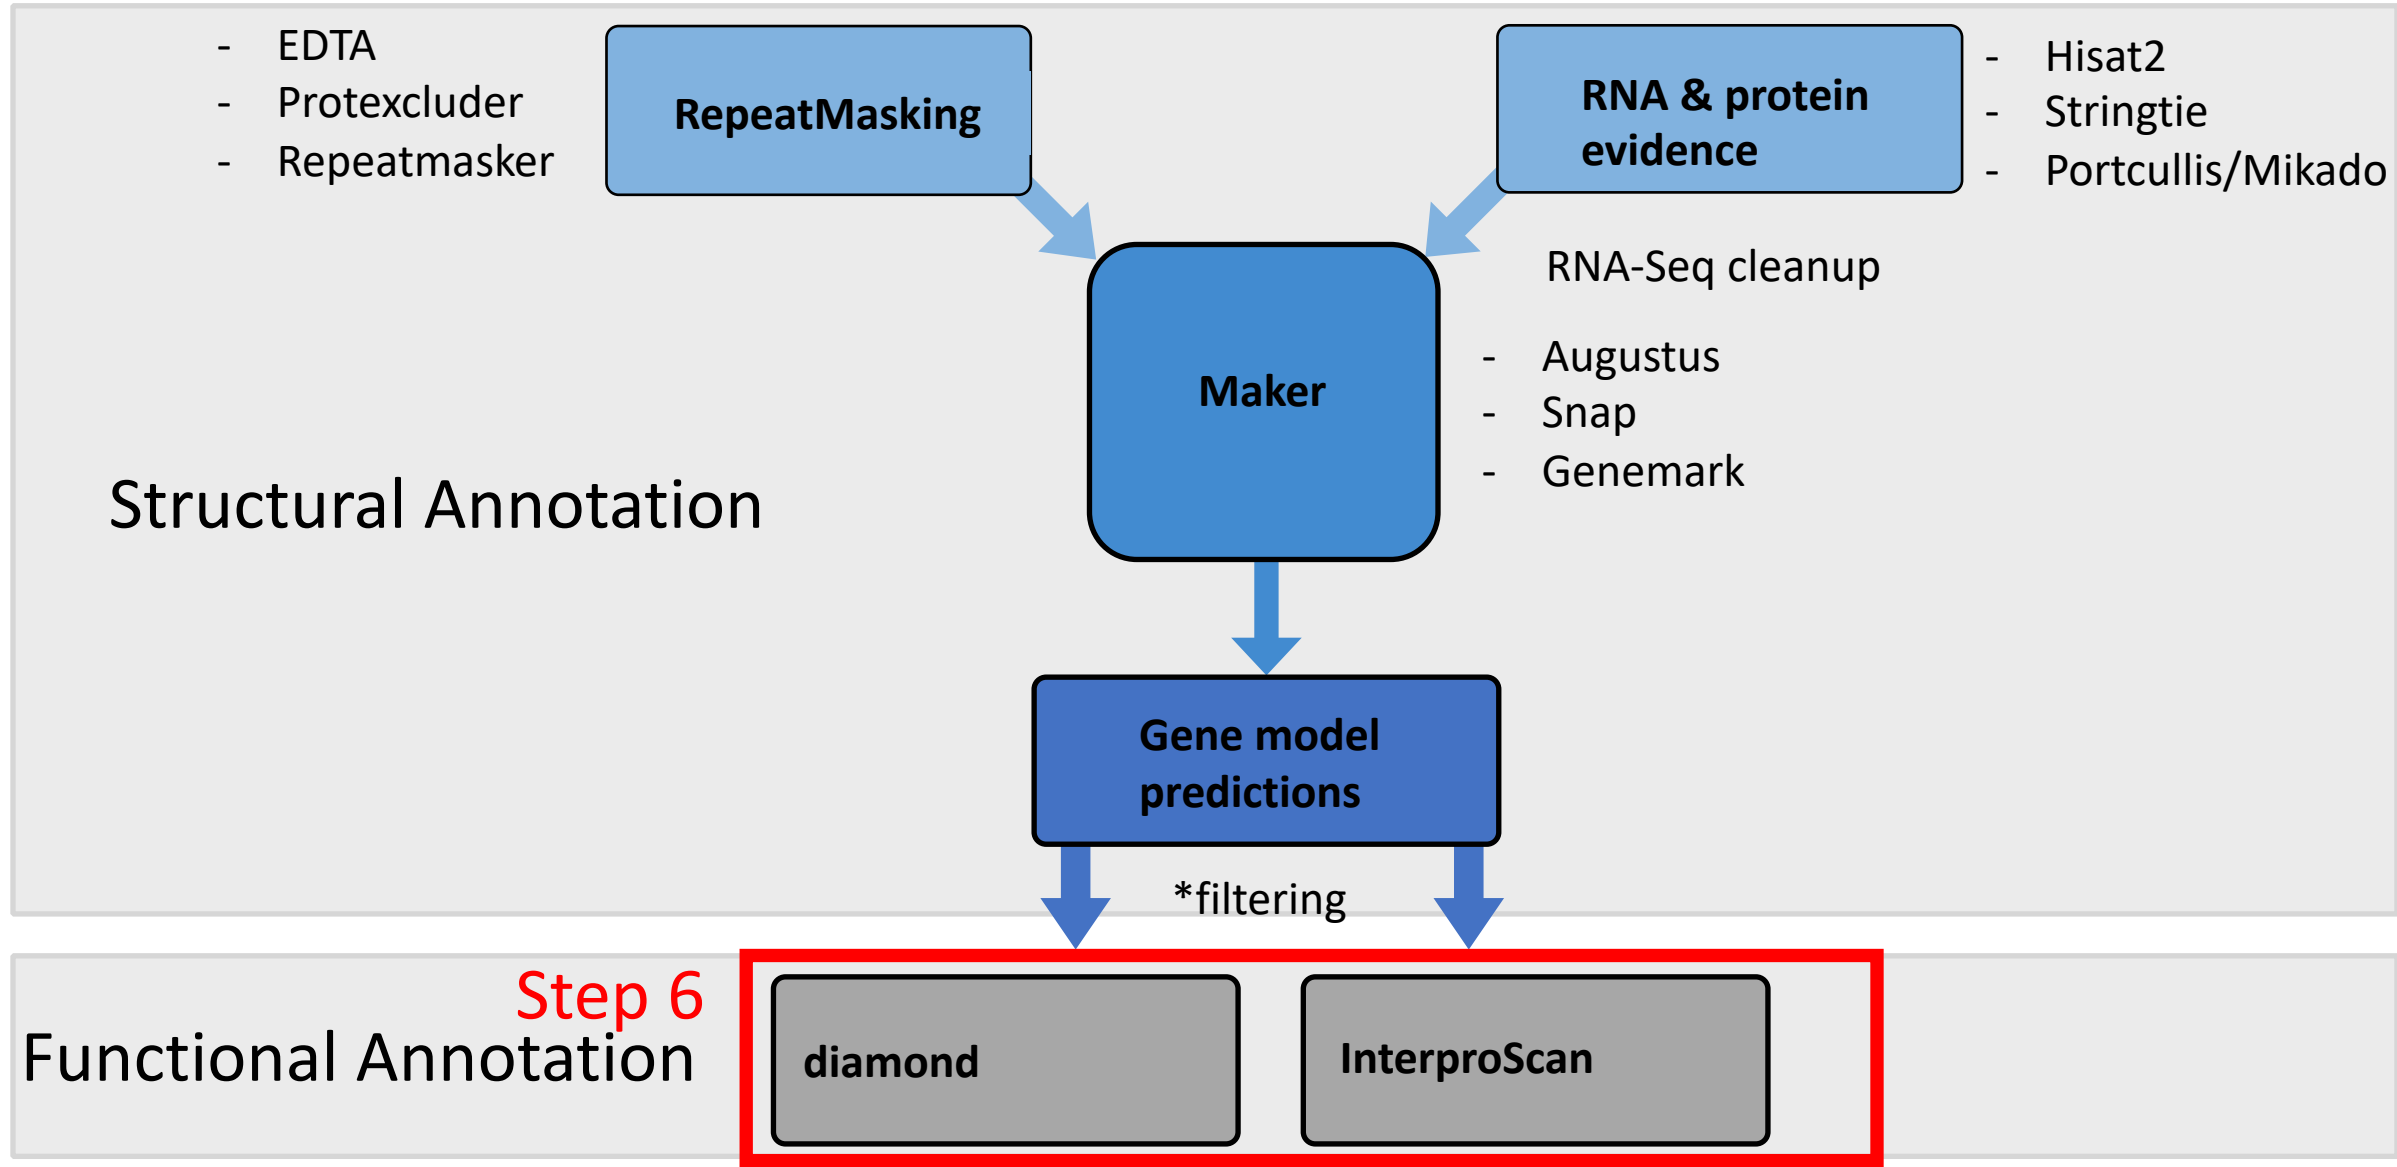 - EDTA
- Protexcluder
- Repeatmasker
RepeatMasking
RNA & protein
evidence
- Hisat2
- Stringtie
- Portcullis/Mikado
RNA-Seq cleanup
Maker
- Augustus
- Snap
- Genemark
Structural Annotation
Gene model
predictions
*filtering
Step 6
Functional Annotation
diamond
InterproScan